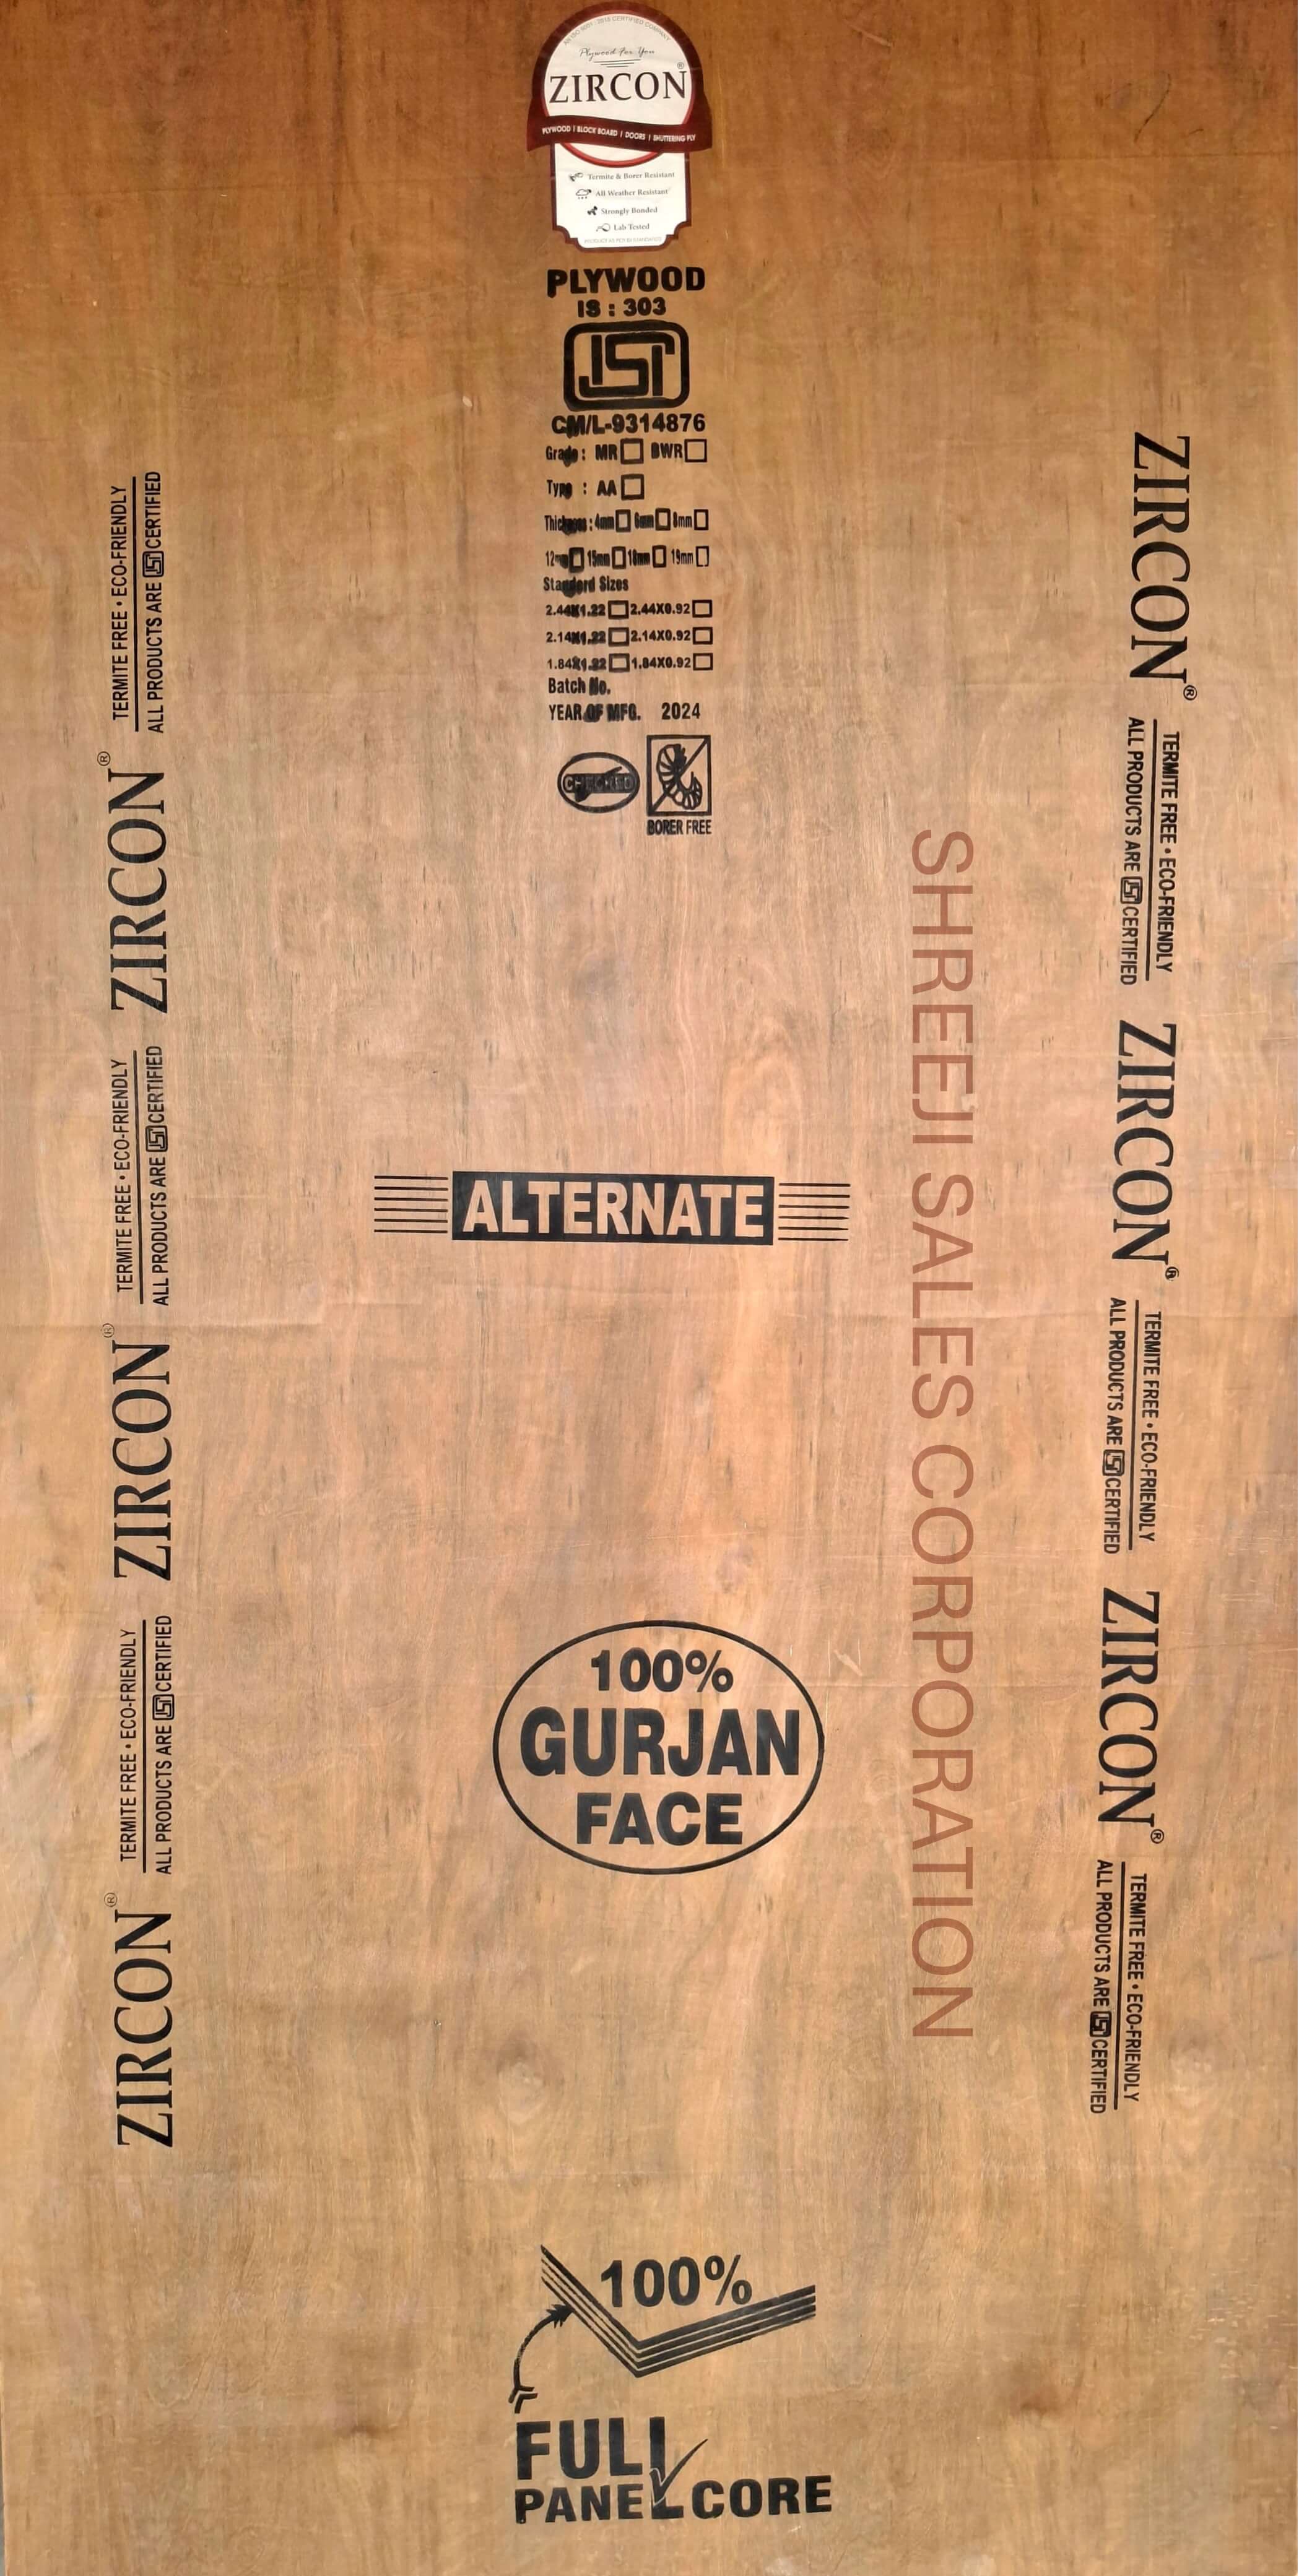 AN ISO 9001 : 2015 CERTIFIED COMPANY
Plywood For You
ZIRCON®
PLYWOOD | BLOCK BOARD | DOORS | SHUTTERING PLY
Termite & Borer Resistant
All Weather Resistant
Strongly Bonded
Lab Tested
PLYWOOD
IS : 303
ISI
CM/L-9314876
Grade : MR BWR
Type : AA
Thickness : 4mm 6mm 8mm
12mm 15mm 18mm 19mm
Standard Sizes
2.44X1.22 2.44X0.92
2.14X1.22 2.14X0.92
1.84X1.22 1.84X0.92
Batch No.
YEAR OF MFG. 2024
CHECKED
BORER FREE
TERMITE FREE • ECO-FRIENDLY
ALL PRODUCTS ARE ISI CERTIFIED
ZIRCON®
TERMITE FREE • ECO-FRIENDLY
ALL PRODUCTS ARE ISI CERTIFIED
ZIRCON®
TERMITE FREE • ECO-FRIENDLY
ALL PRODUCTS ARE ISI CERTIFIED
ZIRCON®
ALTERNATE
100%
GURJAN
FACE
100%
FULL
PANEL CORE
SHREEJI SALES CORPORATION
ZIRCON®
TERMITE FREE • ECO-FRIENDLY
ALL PRODUCTS ARE ISI CERTIFIED
ZIRCON®
TERMITE FREE • ECO-FRIENDLY
ALL PRODUCTS ARE ISI CERTIFIED
ZIRCON®
TERMITE FREE • ECO-FRIENDLY
ALL PRODUCTS ARE ISI CERTIFIED